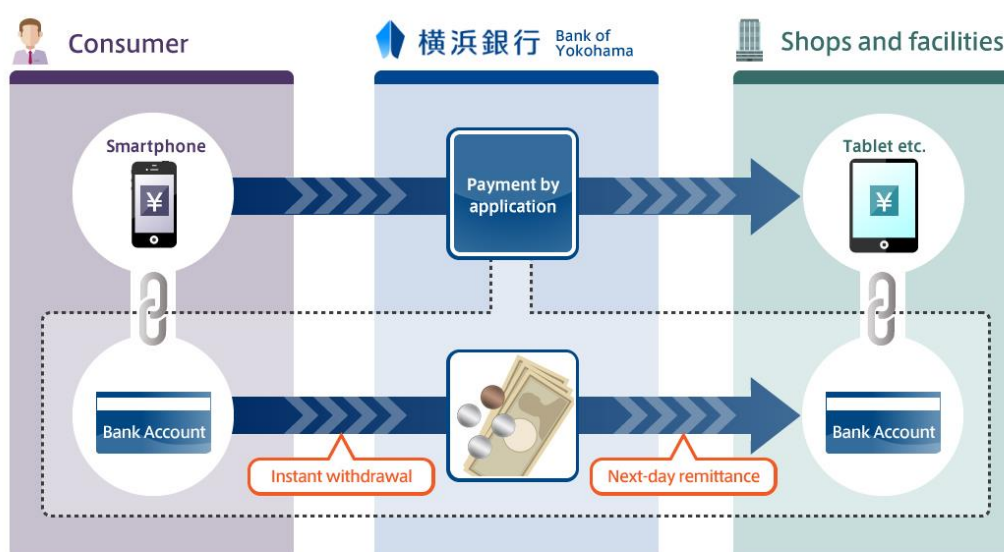 Consumer
横浜銀行 Bank of
Yokohama
Shops and facilities
Smartphone
¥
Payment by
application
Tablet etc.
¥
Bank Account
Instant withdrawal
Next-day remittance
Bank Account